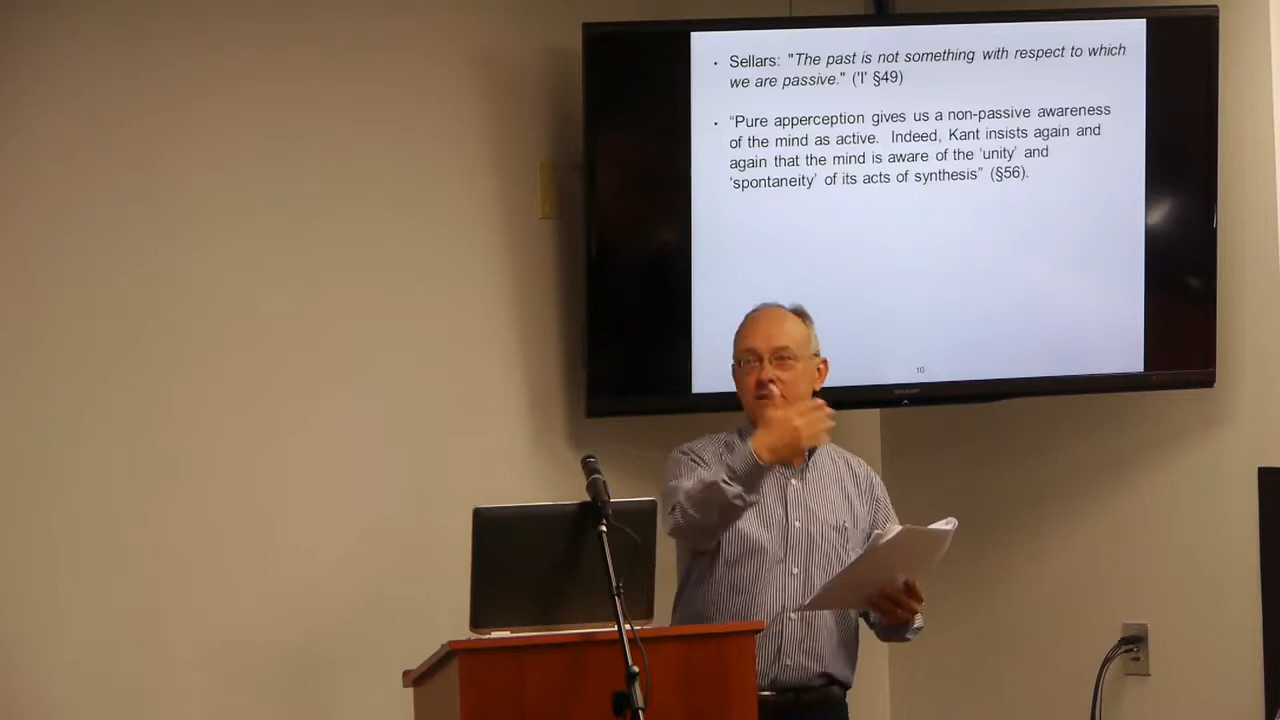 • Sellars: "The past is not something with respect to which
we are passive." ('I' §49)
• “Pure apperception gives us a non-passive awareness
of the mind as active. Indeed, Kant insists again and
again that the mind is aware of the ‘unity’ and
‘spontaneity’ of its acts of synthesis” (§56).
10
SHARP